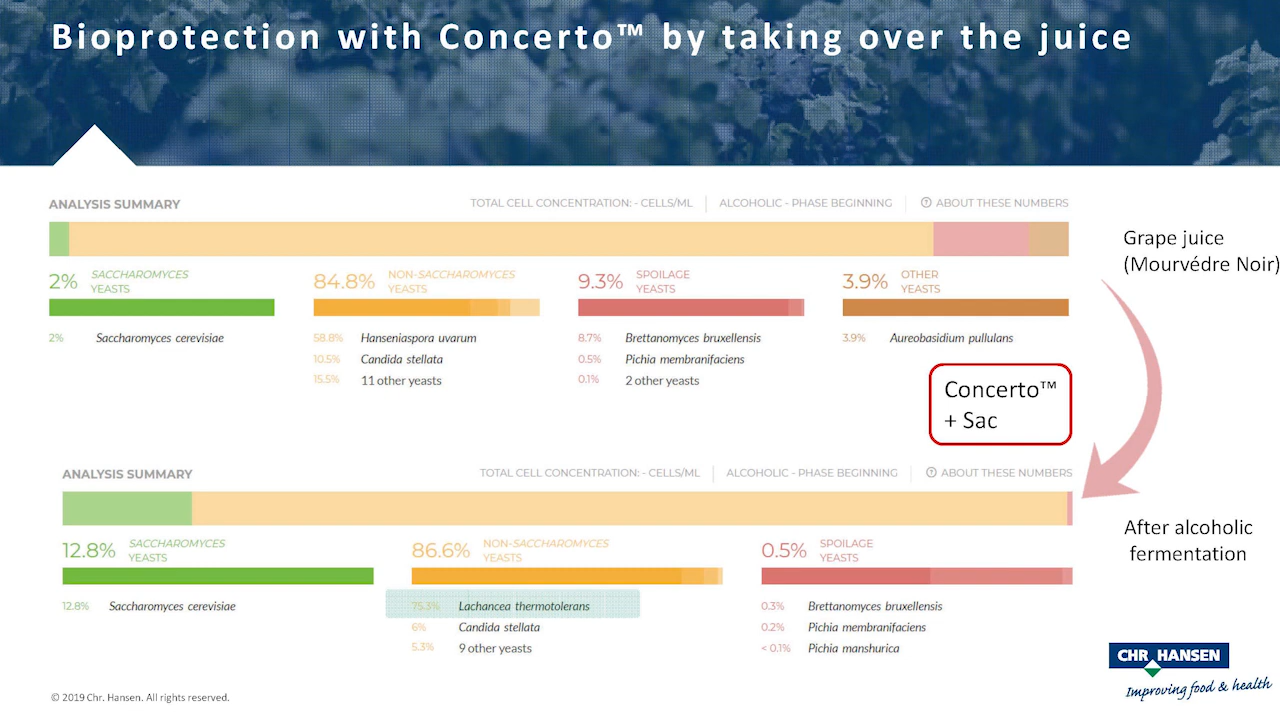 Bioprotection with Concerto™ by taking over the juice
ANALYSIS SUMMARY
TOTAL CELL CONCENTRATION: - CELLS/ML
ALCOHOLIC - PHASE BEGINNING
ABOUT THESE NUMBERS
Grape juice
(Mourvédre Noir)
2% SACCHAROMYCES
YEASTS
84.8% NON-SACCHAROMYCES
YEASTS
9.3% SPOILAGE
YEASTS
3.9% OTHER
YEASTS
2% Saccharomyces cerevisiae
58.8% Hanseniaspora uvarum
10.5% Candida stellata
15.5% 11 other yeasts
8.7% Brettanomyces bruxellensis
0.5% Pichia membranifaciens
0.1% 2 other yeasts
3.9% Aureobasidium pullulans
Concerto™
+ Sac
ANALYSIS SUMMARY
TOTAL CELL CONCENTRATION: - CELLS/ML
ALCOHOLIC - PHASE BEGINNING
ABOUT THESE NUMBERS
After alcoholic
fermentation
12.8% SACCHAROMYCES
YEASTS
86.6% NON-SACCHAROMYCES
YEASTS
0.5% SPOILAGE
YEASTS
12.8% Saccharomyces cerevisiae
75.3% Lachancea thermotolerans
6% Candida stellata
5.3% 9 other yeasts
0.3% Brettanomyces bruxellensis
0.2% Pichia membranifaciens
< 0.1% Pichia manshurica
CHR HANSEN
Improving food & health
© 2019 Chr. Hansen. All rights reserved.